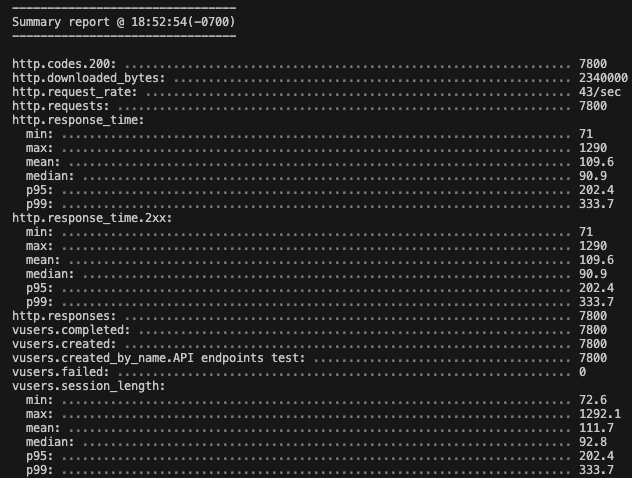 --------------------------------
Summary report @ 18:52:54(-0700)
--------------------------------
http.codes.200: ................................................................ 7800
http.downloaded_bytes: ......................................................... 2340000
http.request_rate: ............................................................. 43/sec
http.requests: ................................................................. 7800
http.response_time:
  min: ......................................................................... 71
  max: ......................................................................... 1290
  mean: ........................................................................ 109.6
  median: ...................................................................... 90.9
  p95: ......................................................................... 202.4
  p99: ......................................................................... 333.7
http.response_time.2xx:
  min: ......................................................................... 71
  max: ......................................................................... 1290
  mean: ........................................................................ 109.6
  median: ...................................................................... 90.9
  p95: ......................................................................... 202.4
  p99: ......................................................................... 333.7
http.responses: ................................................................ 7800
vusers.completed: .............................................................. 7800
vusers.created: ................................................................ 7800
vusers.created_by_name.API endpoints test: ..................................... 7800
vusers.failed: ................................................................. 0
vusers.session_length:
  min: ......................................................................... 72.6
  max: ......................................................................... 1292.1
  mean: ........................................................................ 111.7
  median: ...................................................................... 92.8
  p95: ......................................................................... 202.4
  p99: ......................................................................... 333.7